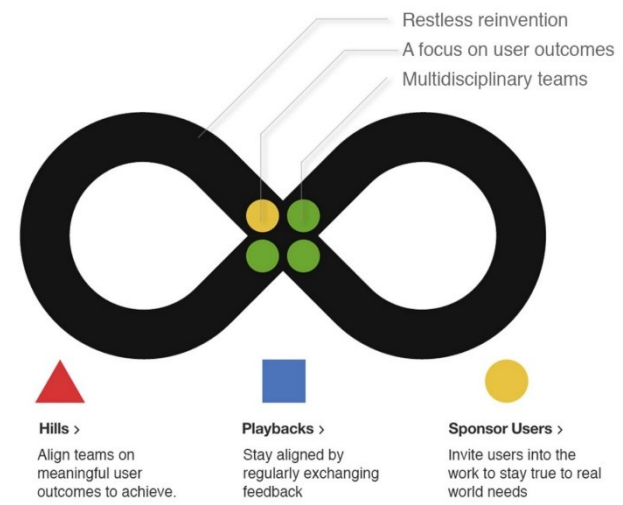 Restless reinvention
A focus on user outcomes
Multidisciplinary teams
Hills >
Align teams on
meaningful user
outcomes to achieve.
Playbacks >
Stay aligned by
regularly exchanging
feedback
Sponsor Users >
Invite users into the
work to stay true to real
world needs